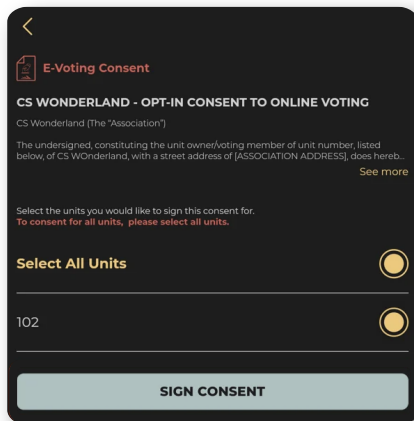 E-Voting Consent
CS WONDERLAND - OPT-IN CONSENT TO ONLINE VOTING
CS Wonderland (The "Association")
The undersigned, constituting the unit owner/voting member of unit number, listed
below, of CS WOnderland, with a street address of [ASSOCIATION ADDRESS], does hereb...
See more
Select the units you would like to sign this consent for.
To consent for all units, please select all units.
Select All Units
102
SIGN CONSENT